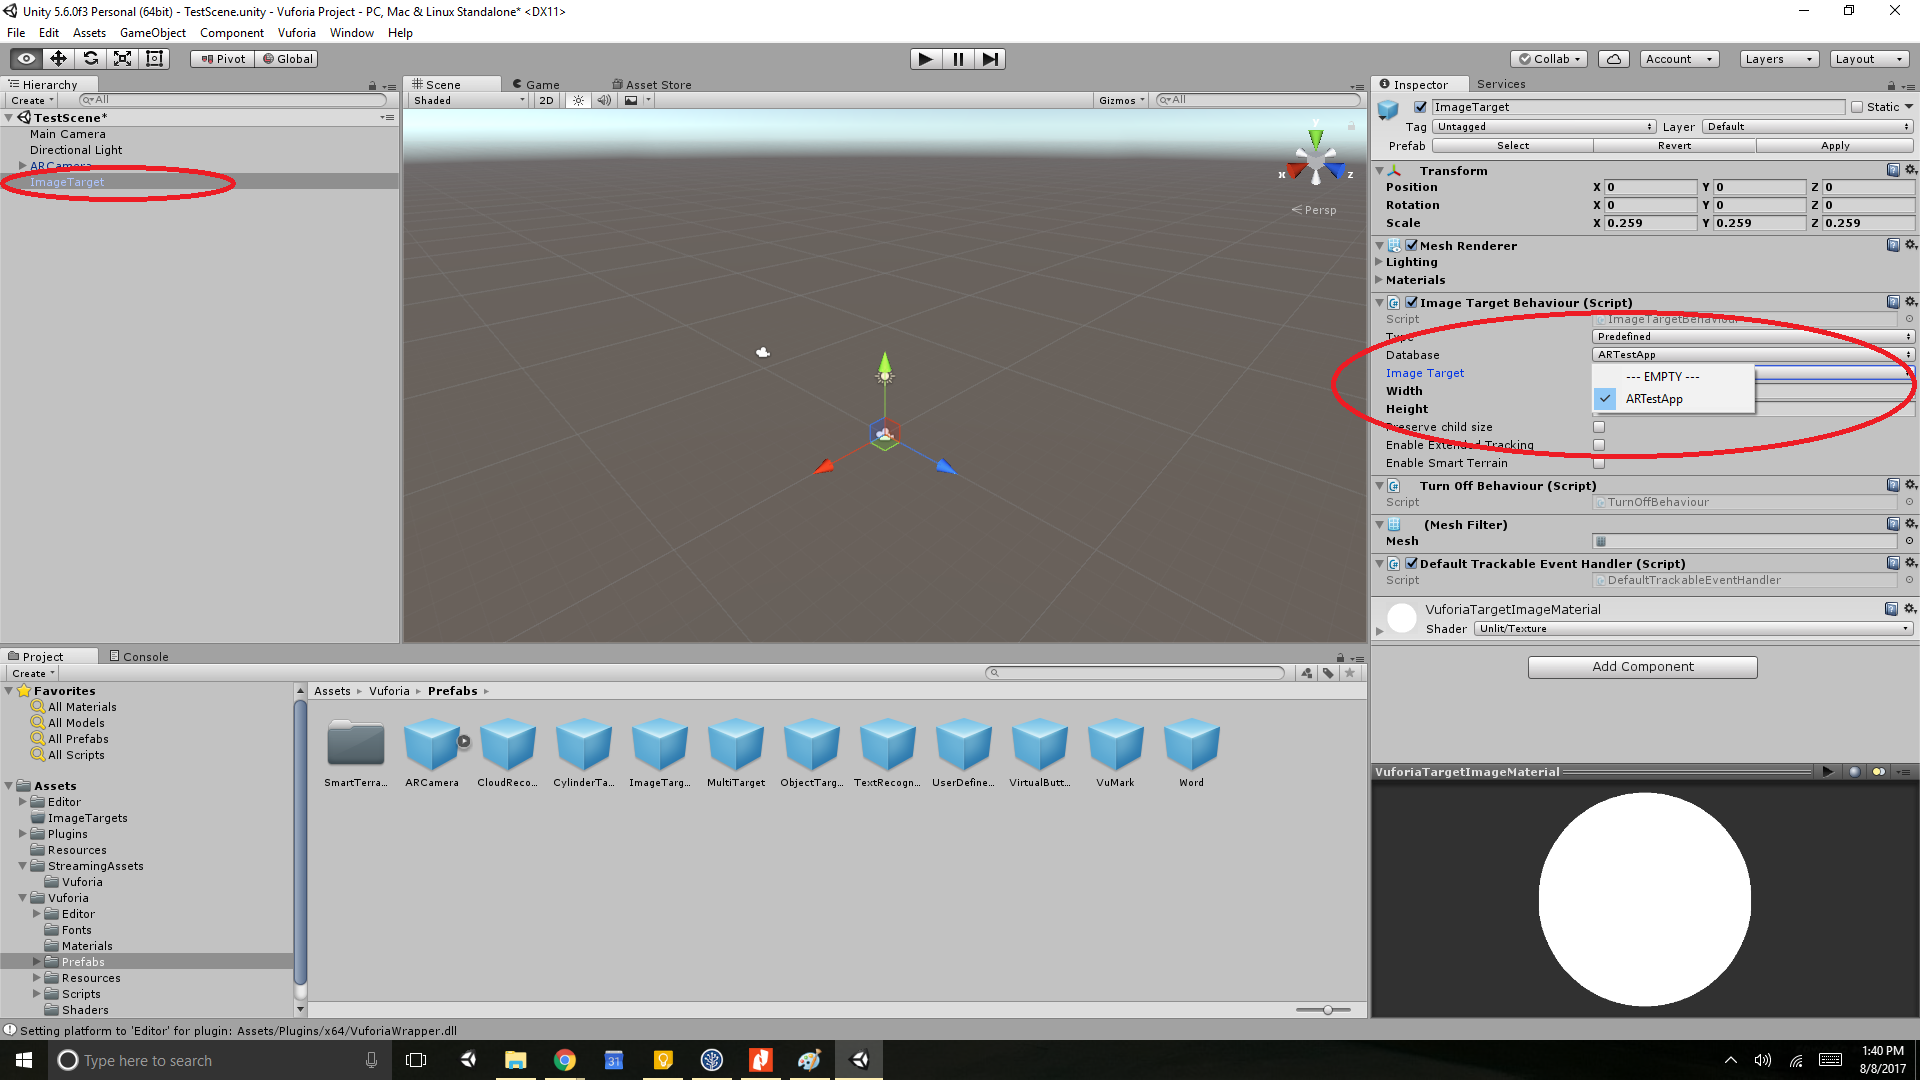 Unity 5.6.0f3 Personal (64bit) - TestScene.unity - Vuforia Project - PC, Mac & Linux Standalone* <DX11>
File Edit Assets GameObject Component Vuforia Window Help
Pivot Global Collab Account Layers Layout
Hierarchy
Create All
TestScene*
Main Camera
Directional Light
ARCamera
ImageTarget
Scene Game Asset Store
Shaded 2D Gizmos All
y
x z
Persp
Inspector Services
ImageTarget Static
Tag Untagged Layer Default
Prefab Select Revert Apply
Transform
Position X 0 Y 0 Z 0
Rotation X 0 Y 0 Z 0
Scale X 0.259 Y 0.259 Z 0.259
Mesh Renderer
Lighting
Materials
Image Target Behaviour (Script)
Script ImageTargetBehaviour
Type Predefined
Database ARTestApp
Image Target
--- EMPTY ---
Width
ARTestApp
Height
Preserve child size
Enable Extended Tracking
Enable Smart Terrain
Turn Off Behaviour (Script)
Script TurnOffBehaviour
(Mesh Filter)
Mesh
Default Trackable Event Handler (Script)
Script DefaultTrackableEventHandler
VuforiaTargetImageMaterial
Shader Unlit/Texture
Add Component
VuforiaTargetImageMaterial
Project Console
Create
Favorites
All Materials
All Models
All Prefabs
All Scripts
Assets
Editor
ImageTargets
Plugins
Resources
StreamingAssets
Vuforia
Vuforia
Editor
Fonts
Materials
Prefabs
Resources
Scripts
Shaders
Assets Vuforia Prefabs
SmartTerra... ARCamera CloudReco... CylinderTa... ImageTarg... MultiTarget ObjectTarg... TextRecogn... UserDefine... VirtualButt... VuMark Word
Setting platform to 'Editor' for plugin: Assets/Plugins/x64/VuforiaWrapper.dll
Type here to search
31
1:40 PM
8/8/2017